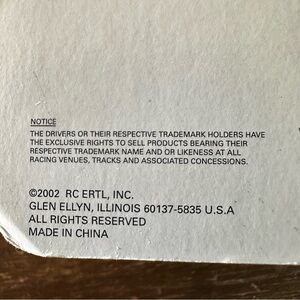 NOTICE
THE DRIVERS OR THEIR RESPECTIVE TRADEMARK HOLDERS HAVE
THE EXCLUSIVE RIGHTS TO SELL PRODUCTS BEARING THEIR
RESPECTIVE TRADEMARK NAME AND OR LIKENESS AT ALL
RACING VENUES, TRACKS AND ASSOCIATED CONCESSIONS.
©2002 RC ERTL, INC.
GLEN ELLYN, ILLINOIS 60137-5835 U.S.A
ALL RIGHTS RESERVED
MADE IN CHINA